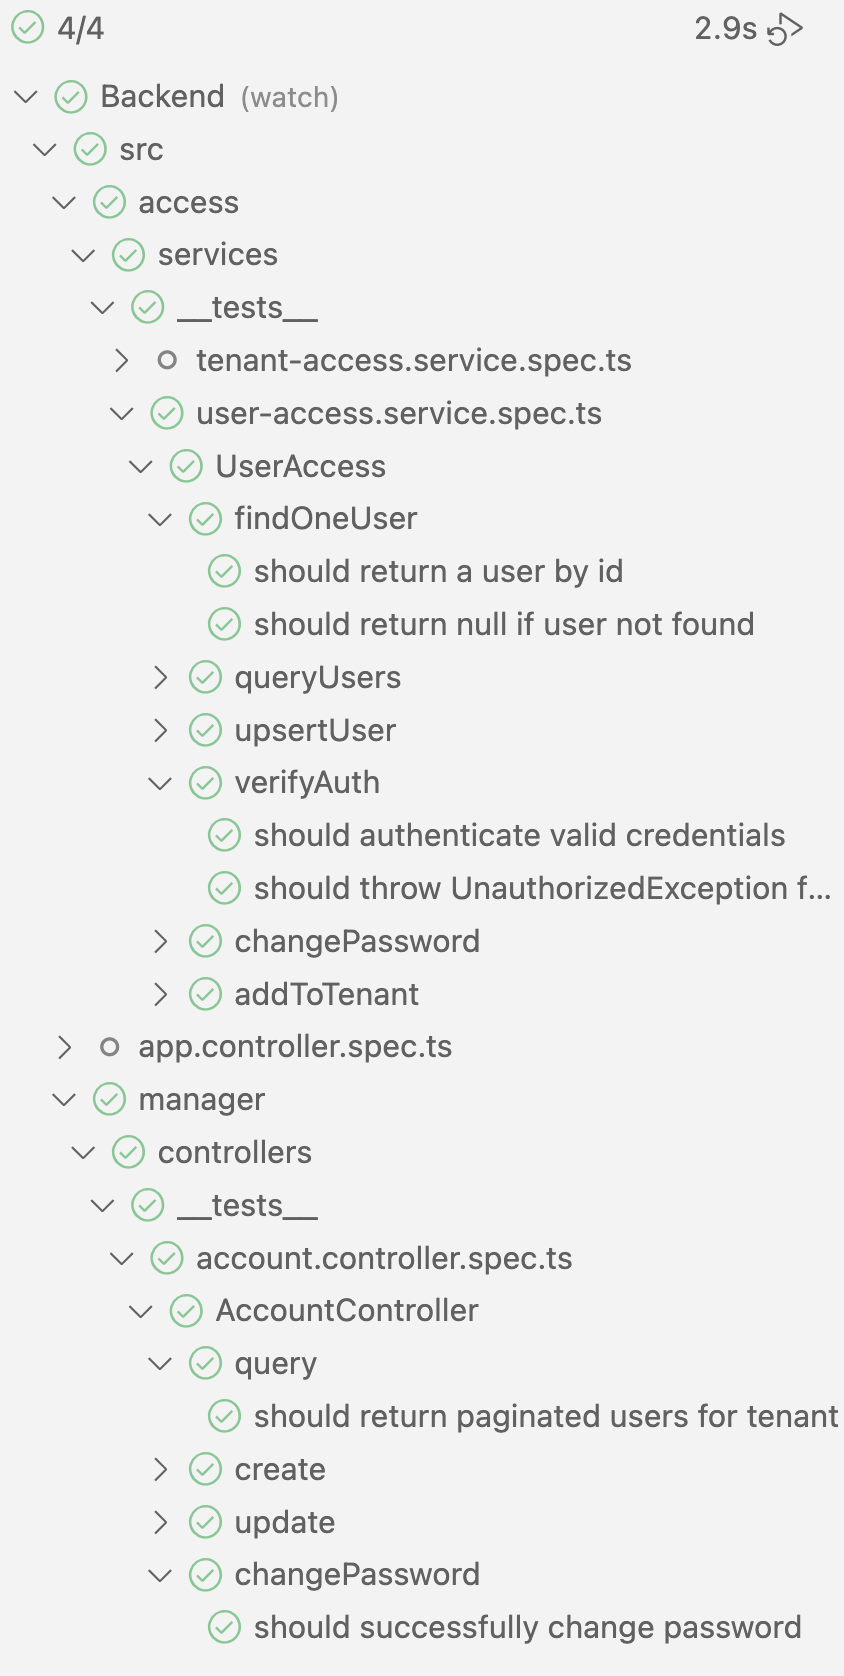 4/4 2.9s
Backend (watch)
src
access
services
__tests__
tenant-access.service.spec.ts
user-access.service.spec.ts
UserAccess
findOneUser
should return a user by id
should return null if user not found
queryUsers
upsertUser
verifyAuth
should authenticate valid credentials
should throw UnauthorizedException f...
changePassword
addToTenant
app.controller.spec.ts
manager
controllers
__tests__
account.controller.spec.ts
AccountController
query
should return paginated users for tenant
create
update
changePassword
should successfully change password